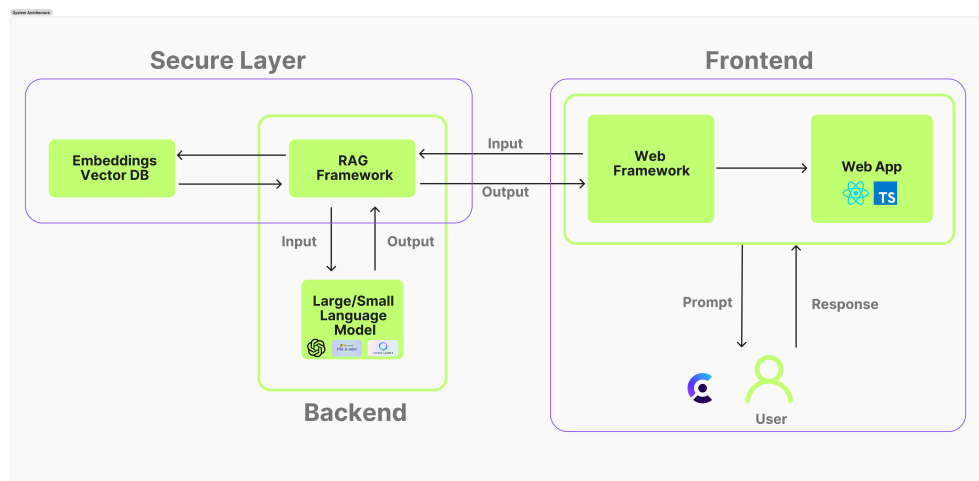 System Architecture
Secure Layer
Frontend
Embeddings
Vector DB
RAG
Framework
Input
Output
Web
Framework
Web App
TS
Input
Output
Large/Small
Language
Model
Prompt
Response
Backend
User